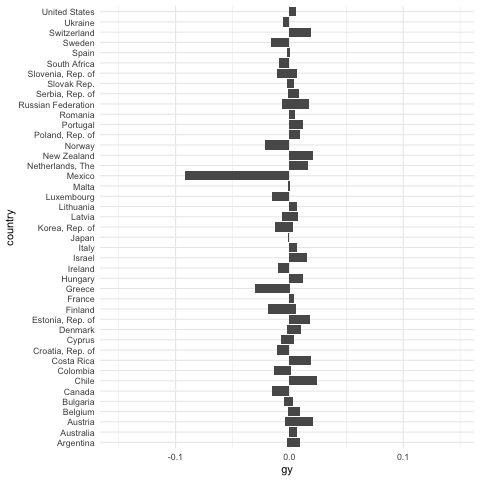 United States
Ukraine
Switzerland
Sweden
Spain
South Africa
Slovenia, Rep. of
Slovak Rep.
Serbia, Rep. of
Russian Federation
Romania
Portugal
Poland, Rep. of
Norway
New Zealand
Netherlands, The
Mexico
Malta
Luxembourg
Lithuania
Latvia
Korea, Rep. of
Japan
Italy
Israel
Ireland
Hungary
Greece
France
Finland
Estonia, Rep. of
Denmark
Cyprus
Croatia, Rep. of
Costa Rica
Colombia
Chile
Canada
Bulgaria
Belgium
Austria
Australia
Argentina
country
-0.1 0.0 0.1
gy